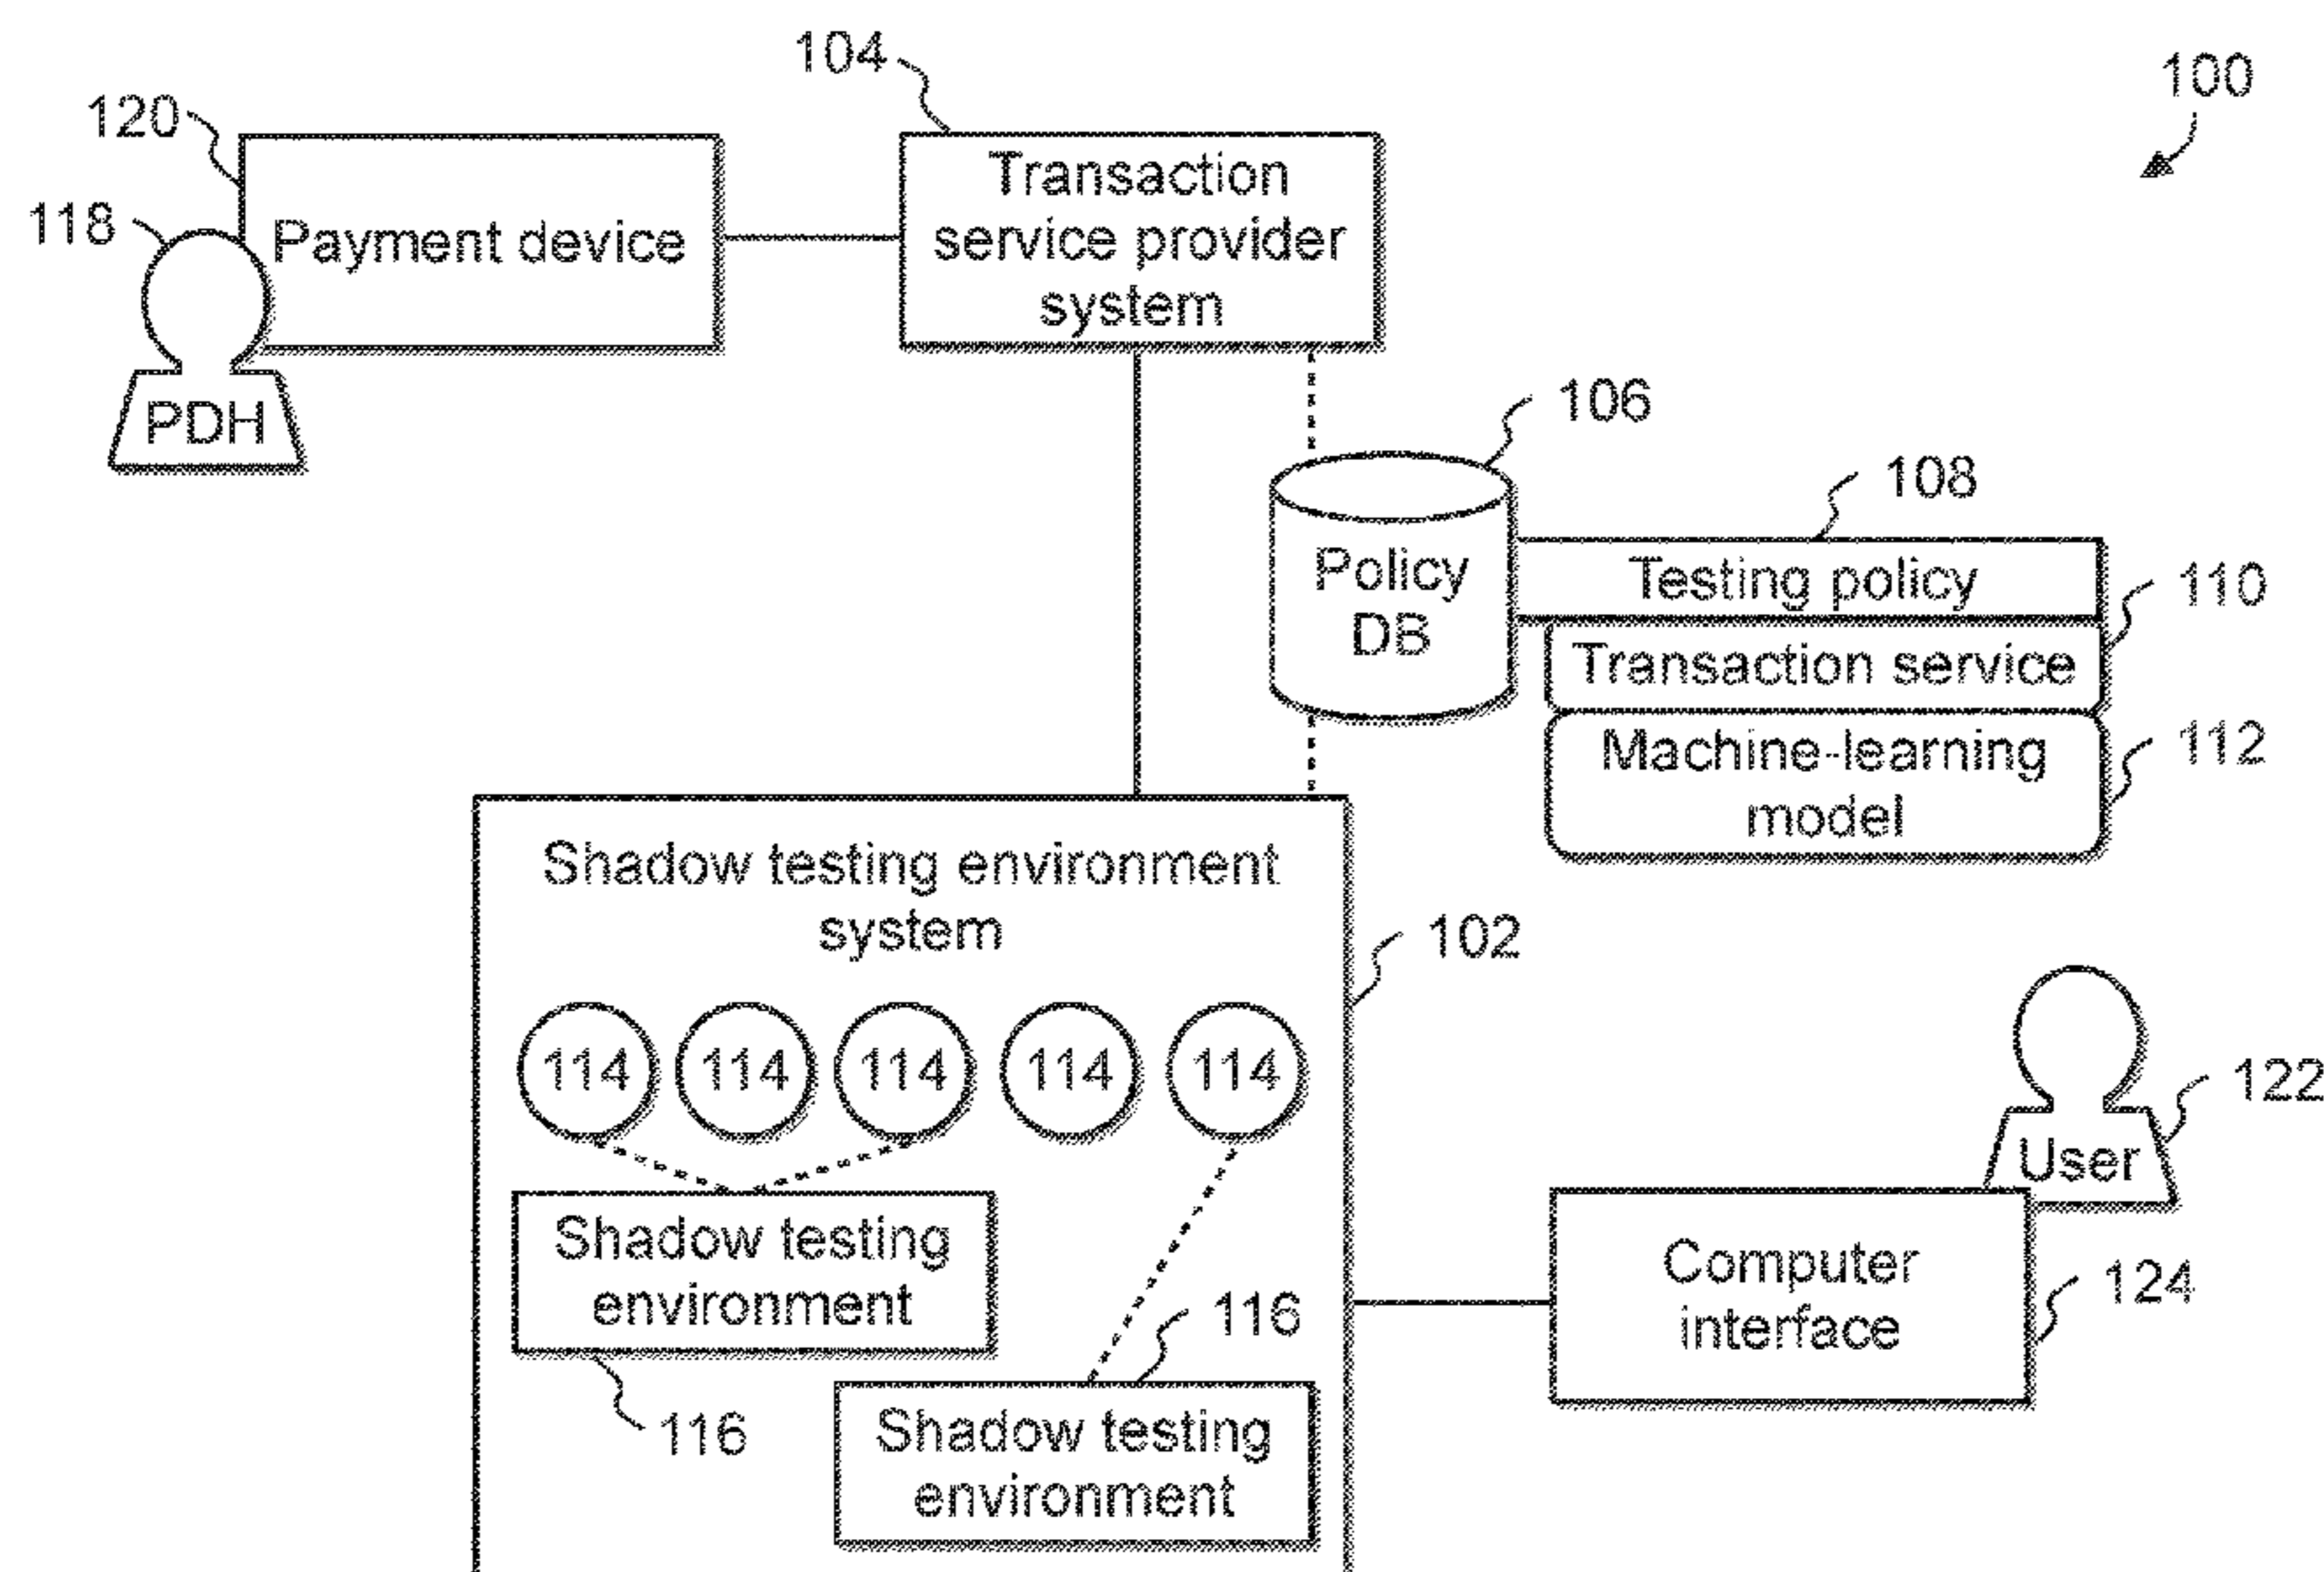 104
100
120
Transaction
service provider
system
118
Payment device
PDH
106
108
Policy
DB
Testing policy
110
Transaction service
Machine-learning
model
112
Shadow testing environment
system
102
114 114 114 114 114
122
User
Shadow testing
environment
116
116
Shadow testing
environment
Computer
interface
124